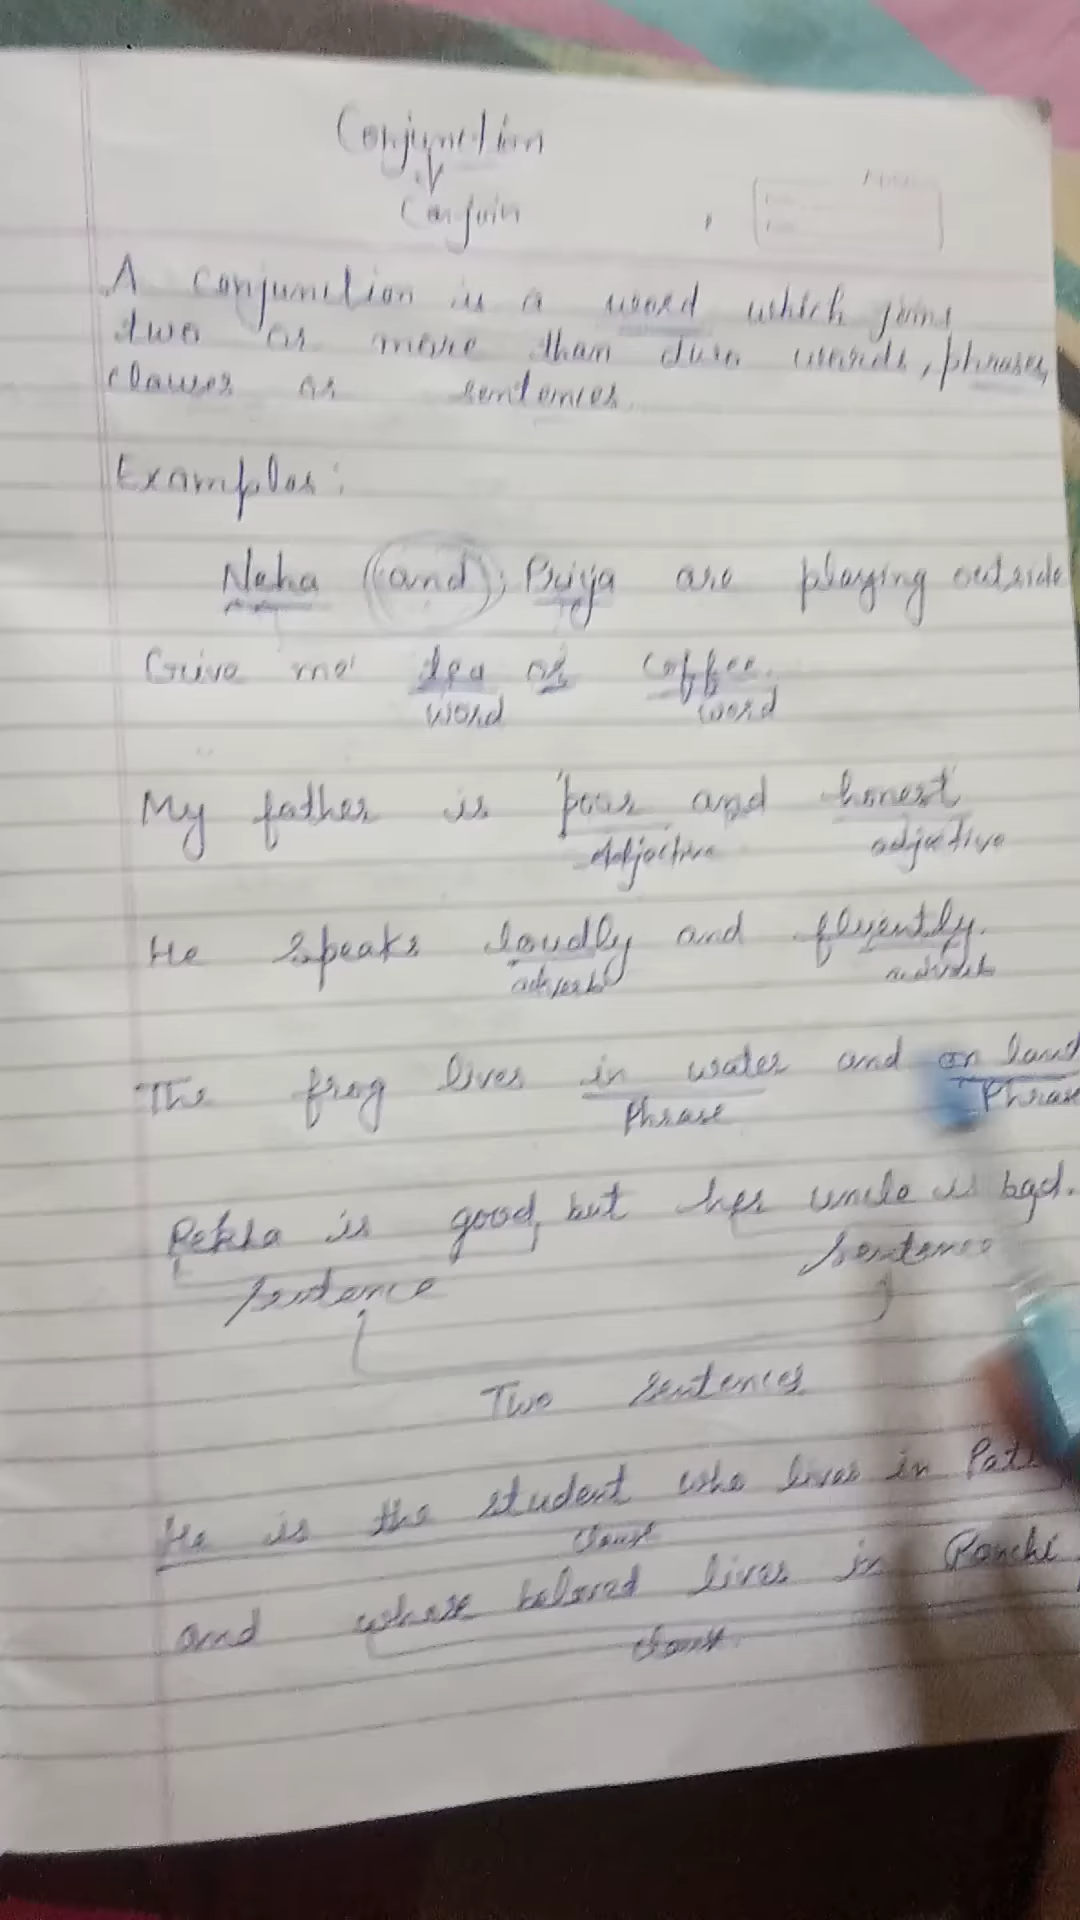 Conjunction
Conjoin
A conjunction is a word which joins
two or more than two words, phrases,
clauses or sentences.
Examples:
Neha and Priya are playing outside
Give me tea or coffee.
word word
My father is poor and honest
adjective adjective
He speaks loudly and fluently.
adverb adverb
The frog lives in water and on land
Phrase Phrase
Rekha is good, but her uncle is bad.
Sentence Sentence
Two sentences
He is the student who lives in
clause
and whose beloved lives in Ranchi.
clause